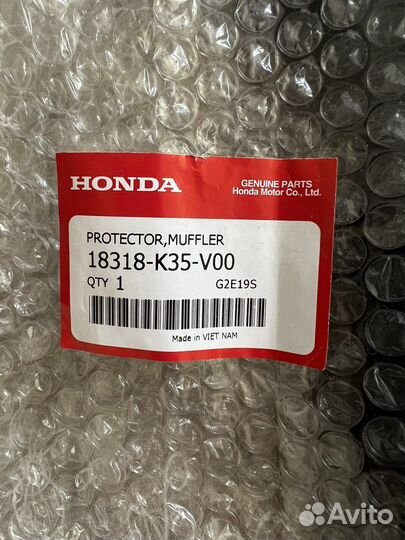 HONDA
GENUINE PARTS
Honda Motor Co., Ltd.
PROTECTOR,MUFFLER
18318-K35-V00
QTY 1 G2E19S
Made in VIET NAM
Avito